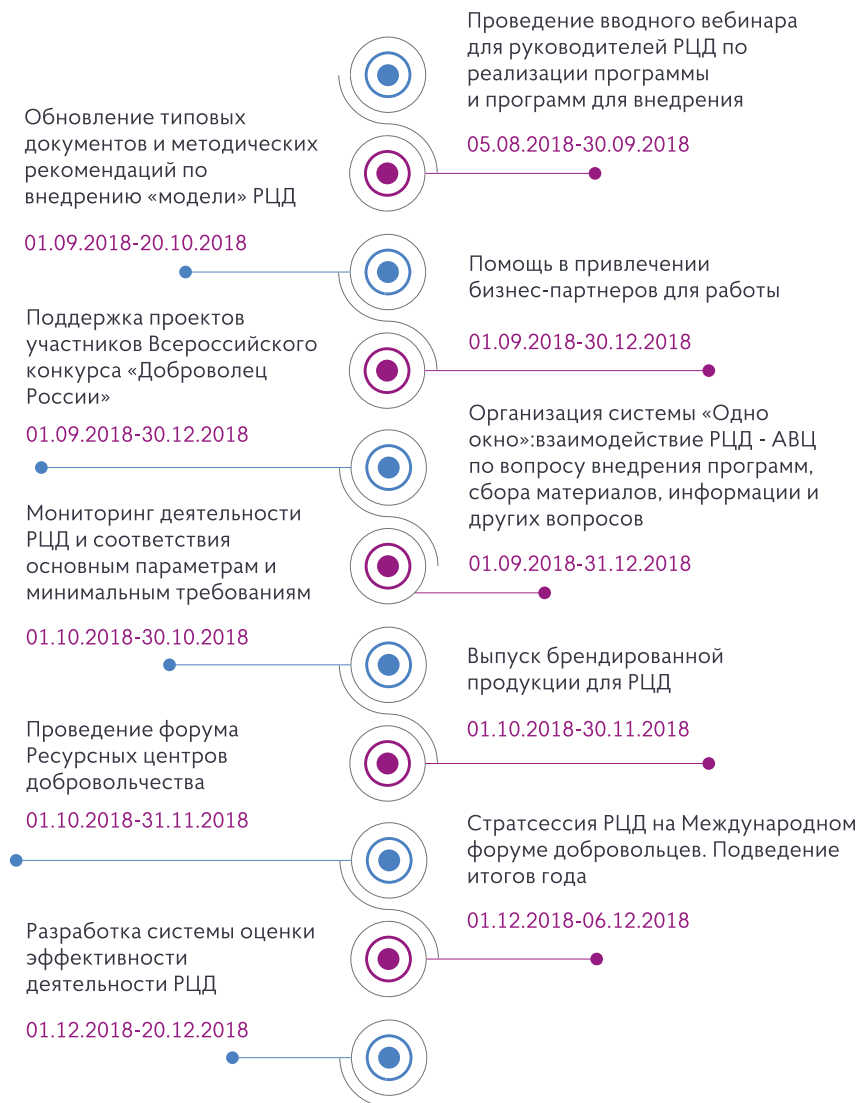 Проведение вводного вебинара
для руководителей РЦД по
реализации программы
и программ для внедрения
05.08.2018-30.09.2018
Обновление типовых
документов и методических
рекомендаций по
внедрению «модели» РЦД
01.09.2018-20.10.2018
Помощь в привлечении
бизнес-партнеров для работы
01.09.2018-30.12.2018
Поддержка проектов
участников Всероссийского
конкурса «Доброволец
России»
01.09.2018-30.12.2018
Организация системы «Одно
окно»:взаимодействие РЦД - АВЦ
по вопросу внедрения программ,
сбора материалов, информации и
других вопросов
01.09.2018-31.12.2018
Мониторинг деятельности
РЦД и соответствия
основным параметрам и
минимальным требованиям
01.10.2018-30.10.2018
Выпуск брендированной
продукции для РЦД
01.10.2018-30.11.2018
Проведение форума
Ресурсных центров
добровольчества
01.10.2018-31.11.2018
Стратсессия РЦД на Международном
форуме добровольцев. Подведение
итогов года
01.12.2018-06.12.2018
Разработка системы оценки
эффективности
деятельности РЦД
01.12.2018-20.12.2018